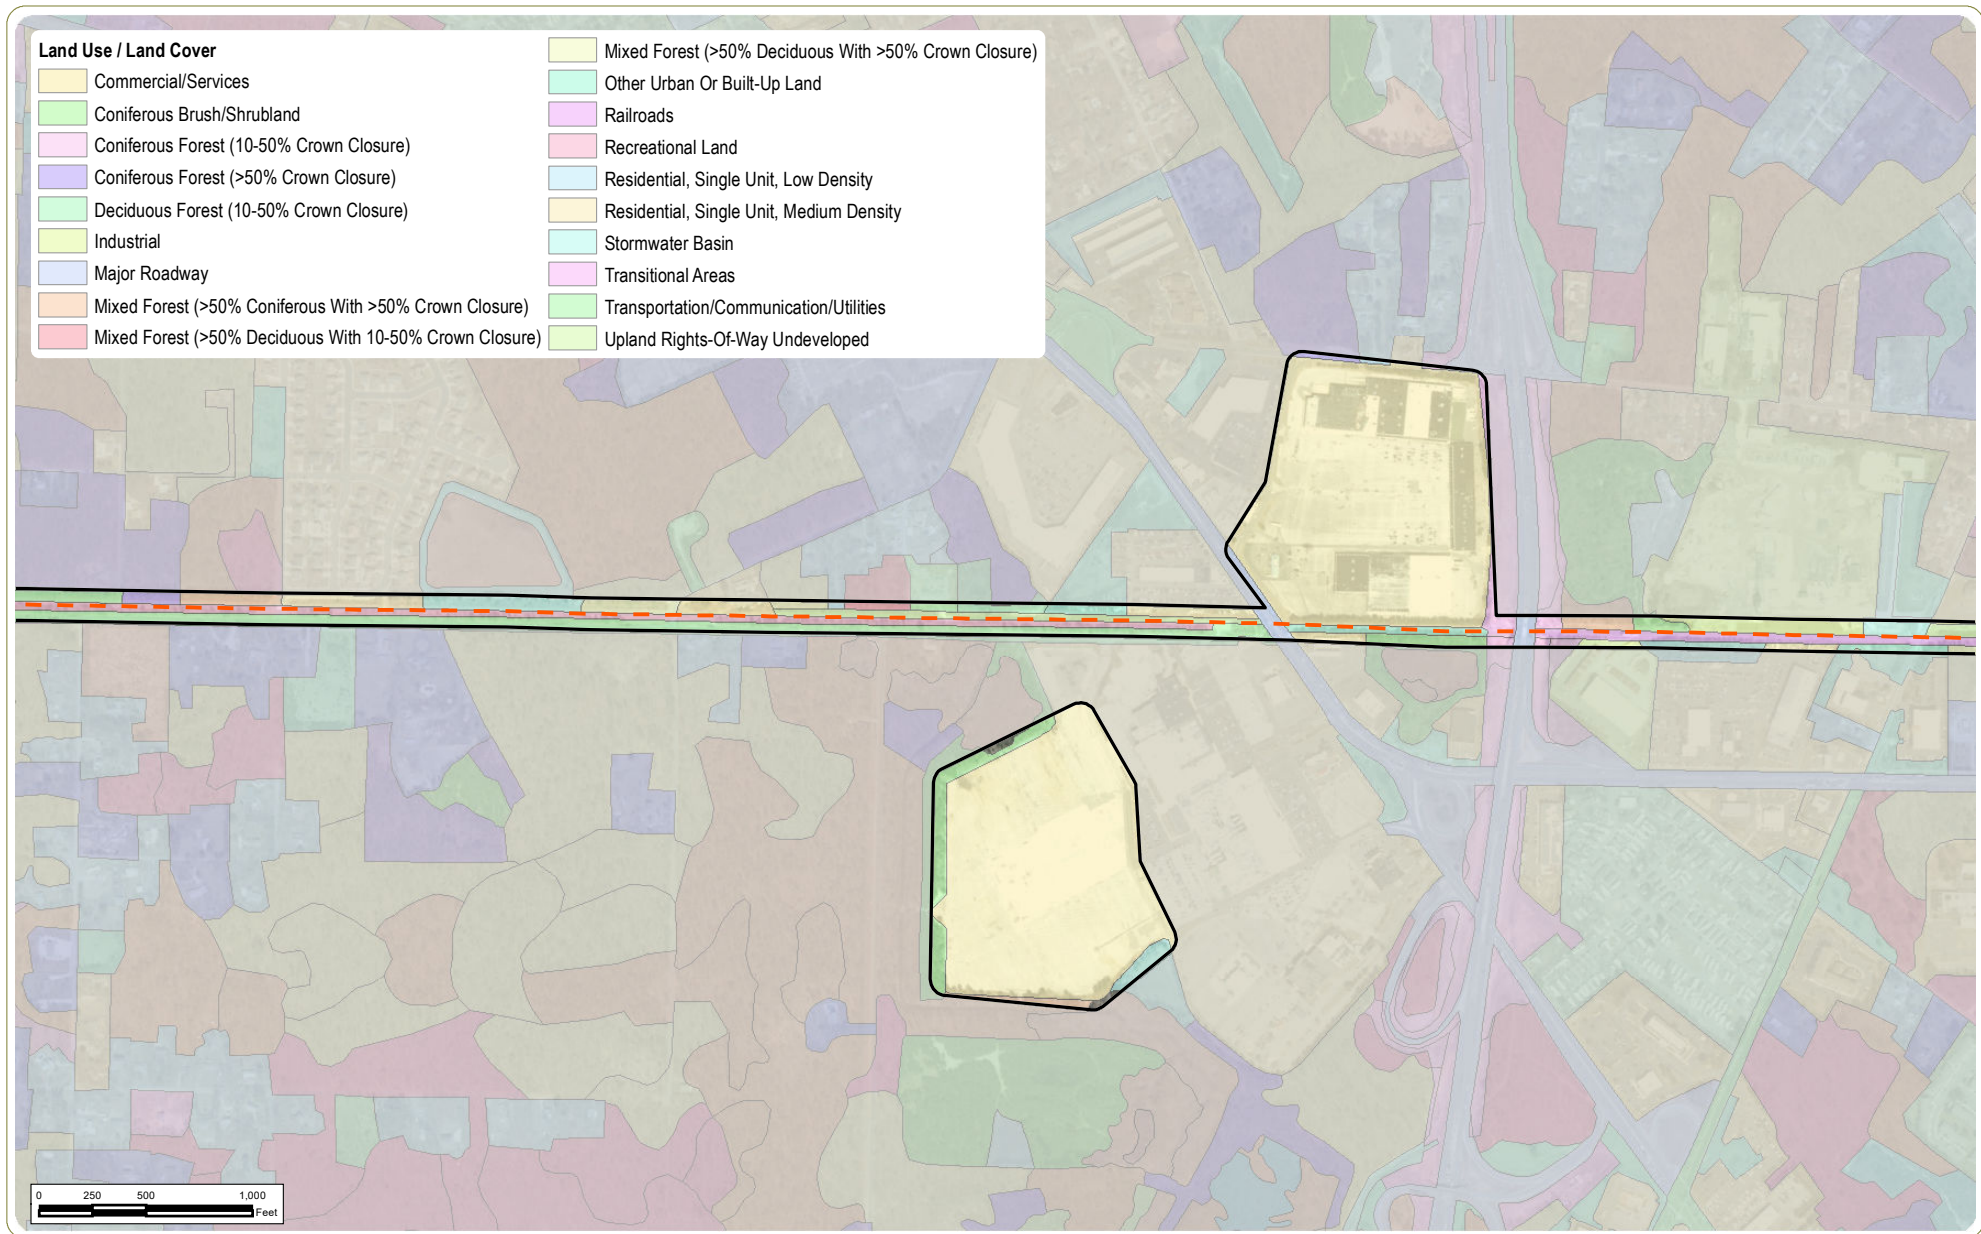 Land Use / Land Cover
Commercial/Services
Coniferous Brush/Shrubland
Coniferous Forest (10-50% Crown Closure)
Coniferous Forest (>50% Crown Closure)
Deciduous Forest (10-50% Crown Closure)
Industrial
Major Roadway
Mixed Forest (>50% Coniferous With >50% Crown Closure)
Mixed Forest (>50% Deciduous With 10-50% Crown Closure)
Mixed Forest (>50% Deciduous With >50% Crown Closure)
Other Urban Or Built-Up Land
Railroads
Recreational Land
Residential, Single Unit, Low Density
Residential, Single Unit, Medium Density
Stormwater Basin
Transitional Areas
Transportation/Communication/Utilities
Upland Rights-Of-Way Undeveloped
0 250 500 1,000
Feet